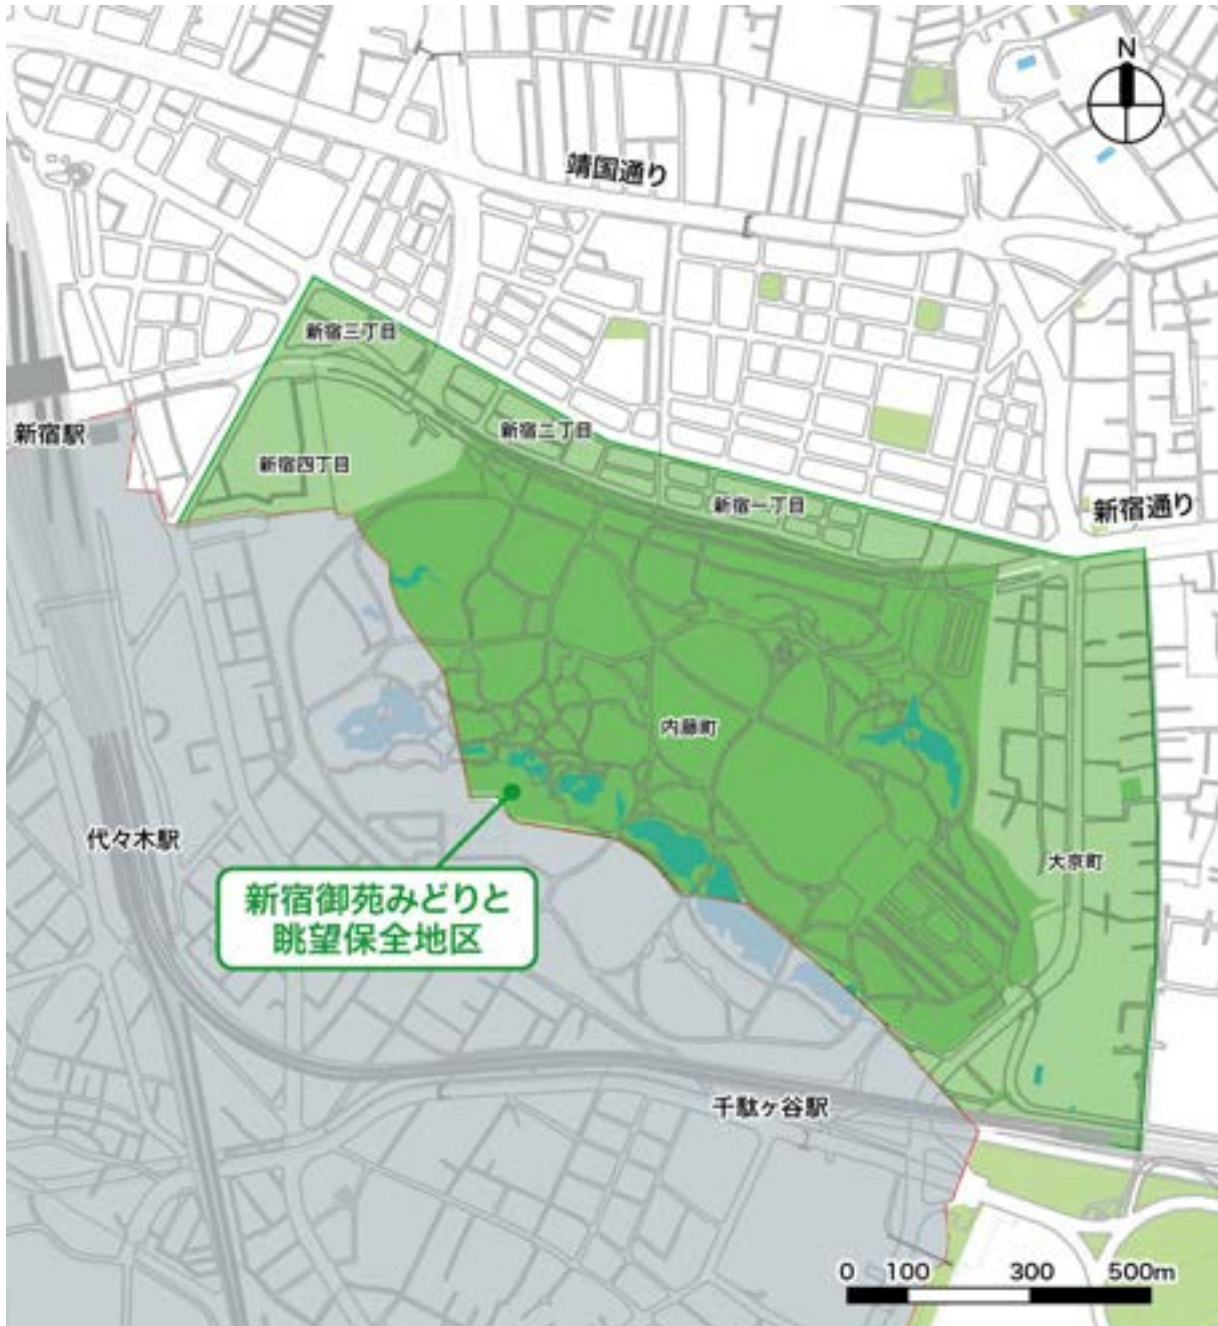 N
靖国通り
新宿三丁目
新宿駅
新宿二丁目
新宿四丁目
新宿一丁目
新宿通り
内藤町
代々木駅
大京町
新宿御苑みどりと
眺望保全地区
千駄ヶ谷駅
0 100 300 500m